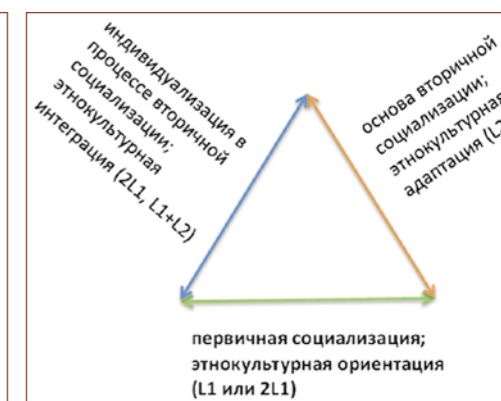 индивидуализация в
процессе вторичной
социализации;
этнокультурная
интеграция (2L1, L1+L2)
основа вторичной
социализации;
этнокультурная
адаптация
первичная социализация;
этнокультурная ориентация
(L1 или 2L1)